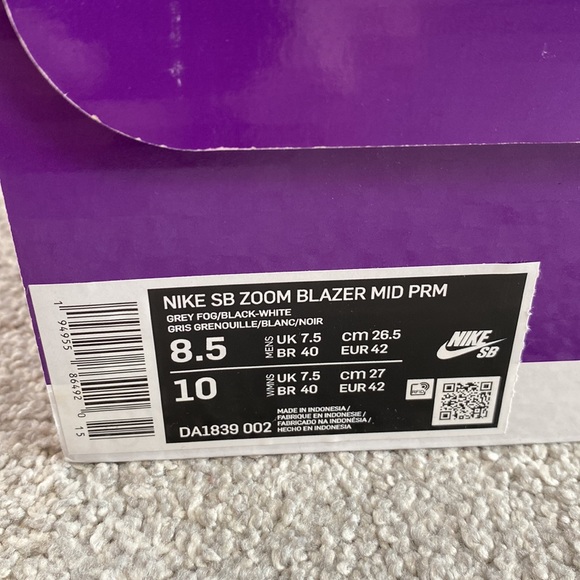 NIKE SB ZOOM BLAZER MID PRM
GREY FOG/BLACK-WHITE
GRIS GRENOUILLE/BLANC/NOIR
8.5 MENS UK 7.5 CM 26.5
BR 40 EUR 42
10 WMNS UK 7.5 CM 27
BR 40 EUR 42
DA1839 002
MADE IN INDONESIA/
FABRIQUE EN INDONESIE/
FABRICADO NA INDONÉSIA/
HECHO EN INDONESIA
NIKE
SB
1 94955 86492 0 15